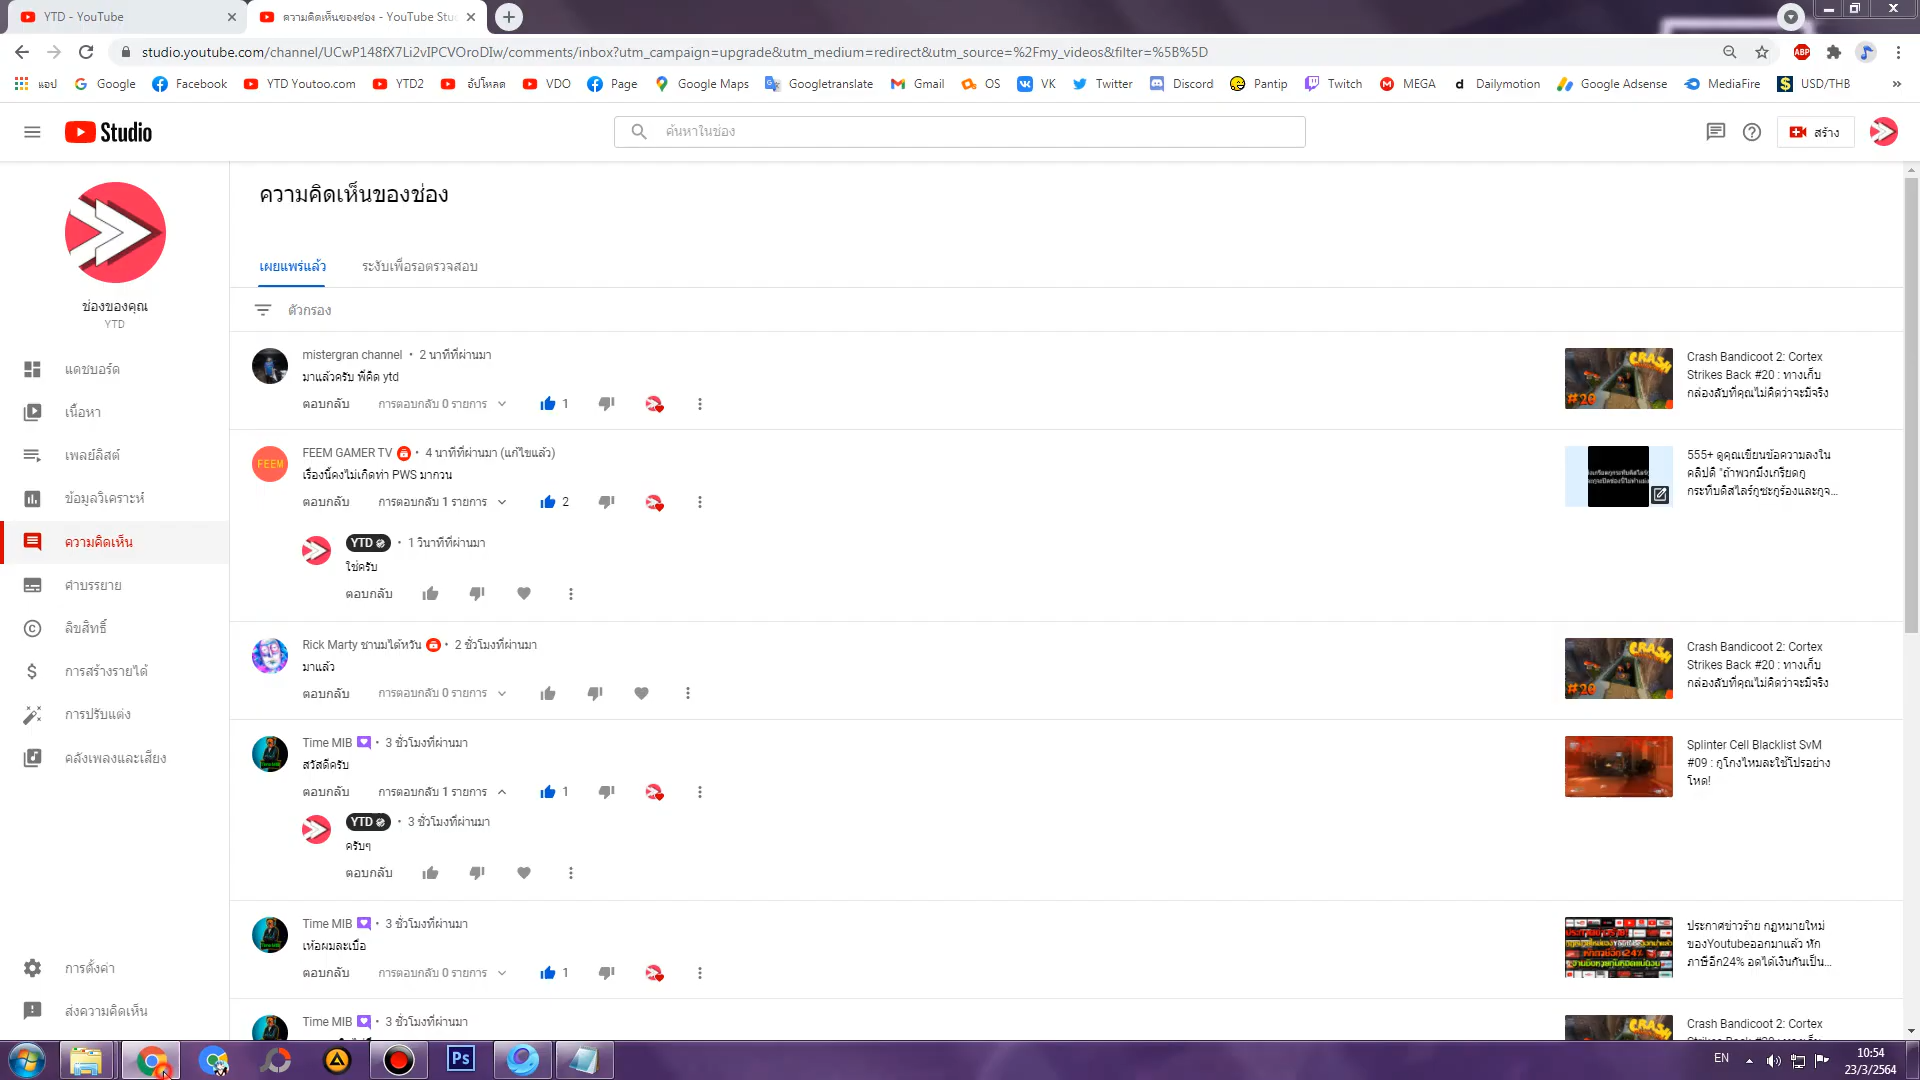 YTD - YouTube
ความคิดเห็นของช่อง - YouTube Stu
studio.youtube.com/channel/UCwP148fX7Li2vIPCVOroDIw/comments/inbox?utm_campaign=upgrade&utm_medium=redirect&utm_source=%2Fmy_videos&filter=%5B%5D
ABP
แอป Google Facebook YTD Youtoo.com YTD2 อัปโหลด VDO Page Google Maps Googletranslate Gmail OS VK Twitter Discord Pantip Twitch MEGA Dailymotion Google Adsense MediaFire USD/THB »
Studio
ค้นหาในช่อง
สร้าง
ช่องของคุณ
YTD
แดชบอร์ด
เนื้อหา
เพลย์ลิสต์
ข้อมูลวิเคราะห์
ความคิดเห็น
คำบรรยาย
ลิขสิทธิ์
การสร้างรายได้
การปรับแต่ง
คลังเพลงและเสียง
การตั้งค่า
ส่งความคิดเห็น
ความคิดเห็นของช่อง
เผยแพร่แล้ว ระงับเพื่อรอตรวจสอบ
ตัวกรอง
mistergran channel • 2 นาทีที่ผ่านมา
มาแล้วครับ พี่คิด ytd
ตอบกลับ การตอบกลับ 0 รายการ 1
CRASH
#20
Crash Bandicoot 2: Cortex
Strikes Back #20 : ทางเก็บ
กล่องลับที่คุณไม่คิดว่าจะมีจริง
FEEM
FEEM GAMER TV • 4 นาทีที่ผ่านมา (แก้ไขแล้ว)
เรื่องนี้คงไม่เกิดท่า PWS มากวน
ตอบกลับ การตอบกลับ 1 รายการ 2
555+ ดูคุณเขียนข้อความลงใน
คลิปดิ "ถ้าพวกมึงเกรียดกู
กระทืบดิสไลร์กูซะกูร้องและกูจ...
YTD • 1 วินาทีที่ผ่านมา
ใช่ครับ
ตอบกลับ
Rick Marty ชานมไต้หวัน • 2 ชั่วโมงที่ผ่านมา
มาแล้ว
ตอบกลับ การตอบกลับ 0 รายการ
CRASH
#20
Crash Bandicoot 2: Cortex
Strikes Back #20 : ทางเก็บ
กล่องลับที่คุณไม่คิดว่าจะมีจริง
Time MIB • 3 ชั่วโมงที่ผ่านมา
สวัสดีครับ
ตอบกลับ การตอบกลับ 1 รายการ 1
Splinter Cell Blacklist SvM
#09 : กูโกงไหมละใช้โปรอย่าง
โหด!
YTD • 3 ชั่วโมงที่ผ่านมา
ครับๆ
ตอบกลับ
Time MIB • 3 ชั่วโมงที่ผ่านมา
เห้อผมละเบื่อ
ตอบกลับ การตอบกลับ 0 รายการ 1
ประกาศข่าวร้าย กฎหมายใหม่
ของYoutubeออกมาแล้ว หัก
ภาษีอีก24% อดได้เงินกันเป็น...
Time MIB • 3 ชั่วโมงที่ผ่านมา
CRASH
Crash Bandicoot 2: Cortex
Ps
EN
10:54
23/3/2564